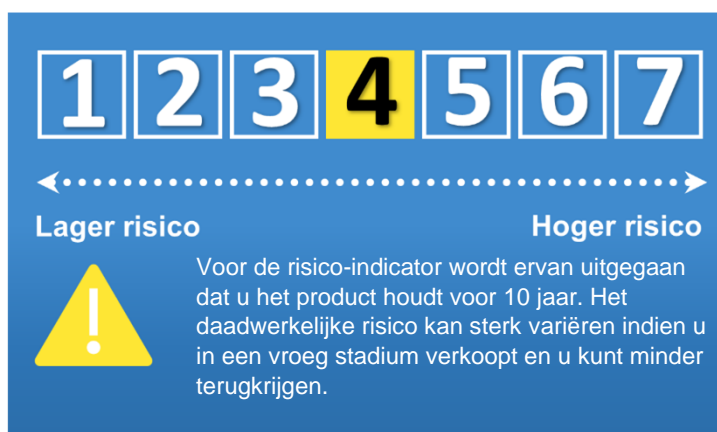 1 2 3 4 5 6 7
Lager risico Hoger risico
Voor de risico-indicator wordt ervan uitgegaan
dat u het product houdt voor 10 jaar. Het
daadwerkelijke risico kan sterk variëren indien u
in een vroeg stadium verkoopt en u kunt minder
terugkrijgen.